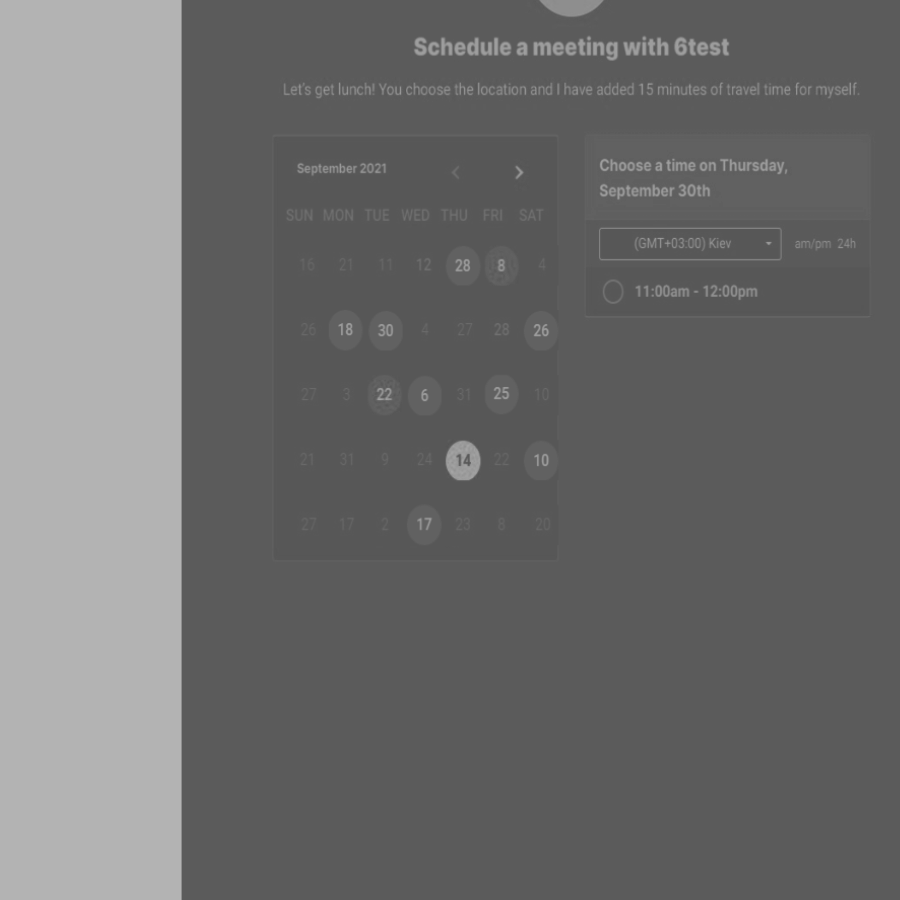 Schedule a meeting with 6test
Let's get lunch! You choose the location and I have added 15 minutes of travel time for myself.
September 2021
SUN MON TUE WED THU FRI SAT
16 21 11 12 28 8 4
26 18 30 4 27 28 26
27 3 22 6 31 25 10
21 31 9 24 14 22 10
27 17 2 17 23 8 20
Choose a time on Thursday,
September 30th
(GMT+03:00) Kiev am/pm 24h
11:00am - 12:00pm